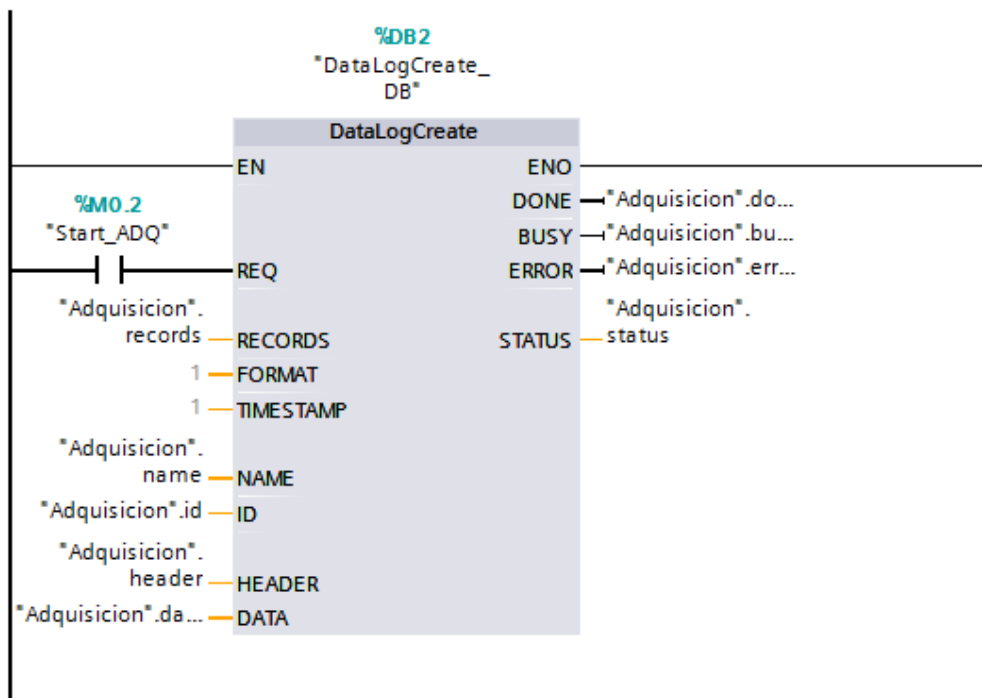 %DB2
"DataLogCreate_
DB"
DataLogCreate
EN
ENO
%M0.2
"Start_ADQ"
DONE
"Adquisicion".do...
BUSY
"Adquisicion".bu...
REQ
ERROR
"Adquisicion".err...
"Adquisicion".
records
RECORDS
STATUS
"Adquisicion".
status
1
FORMAT
1
TIMESTAMP
"Adquisicion".
name
NAME
"Adquisicion".id
ID
"Adquisicion".
header
HEADER
"Adquisicion".da...
DATA